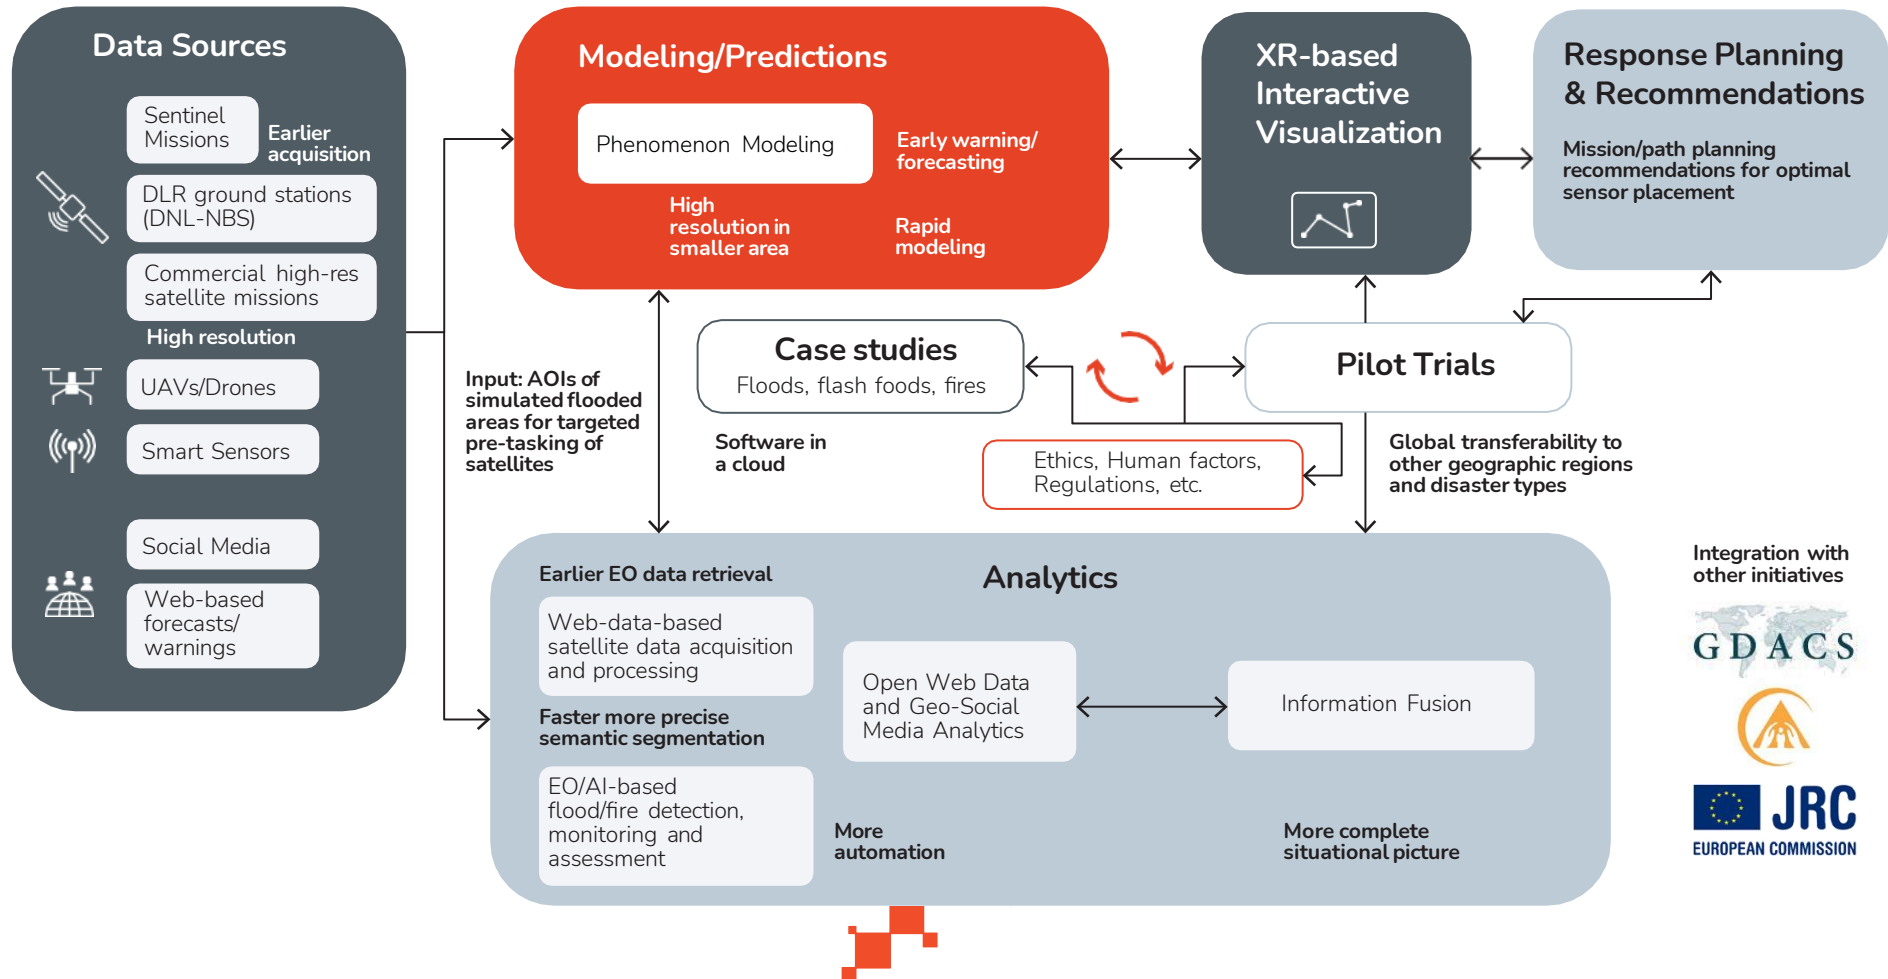 Data Sources
Sentinel
Missions
Earlier
acquisition
DLR ground stations
(DNL-NBS)
Commercial high-res
satellite missions
High resolution
UAVs/Drones
Smart Sensors
Social Media
Web-based
forecasts/
warnings
Modeling/Predictions
Phenomenon Modeling
Early warning/
forecasting
High
resolution in
smaller area
Rapid
modeling
XR-based
Interactive
Visualization
Response Planning
& Recommendations
Mission/path planning
recommendations for optimal
sensor placement
Input: AOIs of
simulated flooded
areas for targeted
pre-tasking of
satellites
Case studies
Floods, flash foods, fires
Software in
a cloud
Pilot Trials
Ethics, Human factors,
Regulations, etc.
Global transferability to
other geographic regions
and disaster types
Analytics
Earlier EO data retrieval
Web-data-based
satellite data acquisition
and processing
Faster more precise
semantic segmentation
EO/AI-based
flood/fire detection,
monitoring and
assessment
Open Web Data
and Geo-Social
Media Analytics
More
automation
Information Fusion
More complete
situational picture
Integration with
other initiatives
GDACS
JRC
EUROPEAN COMMISSION